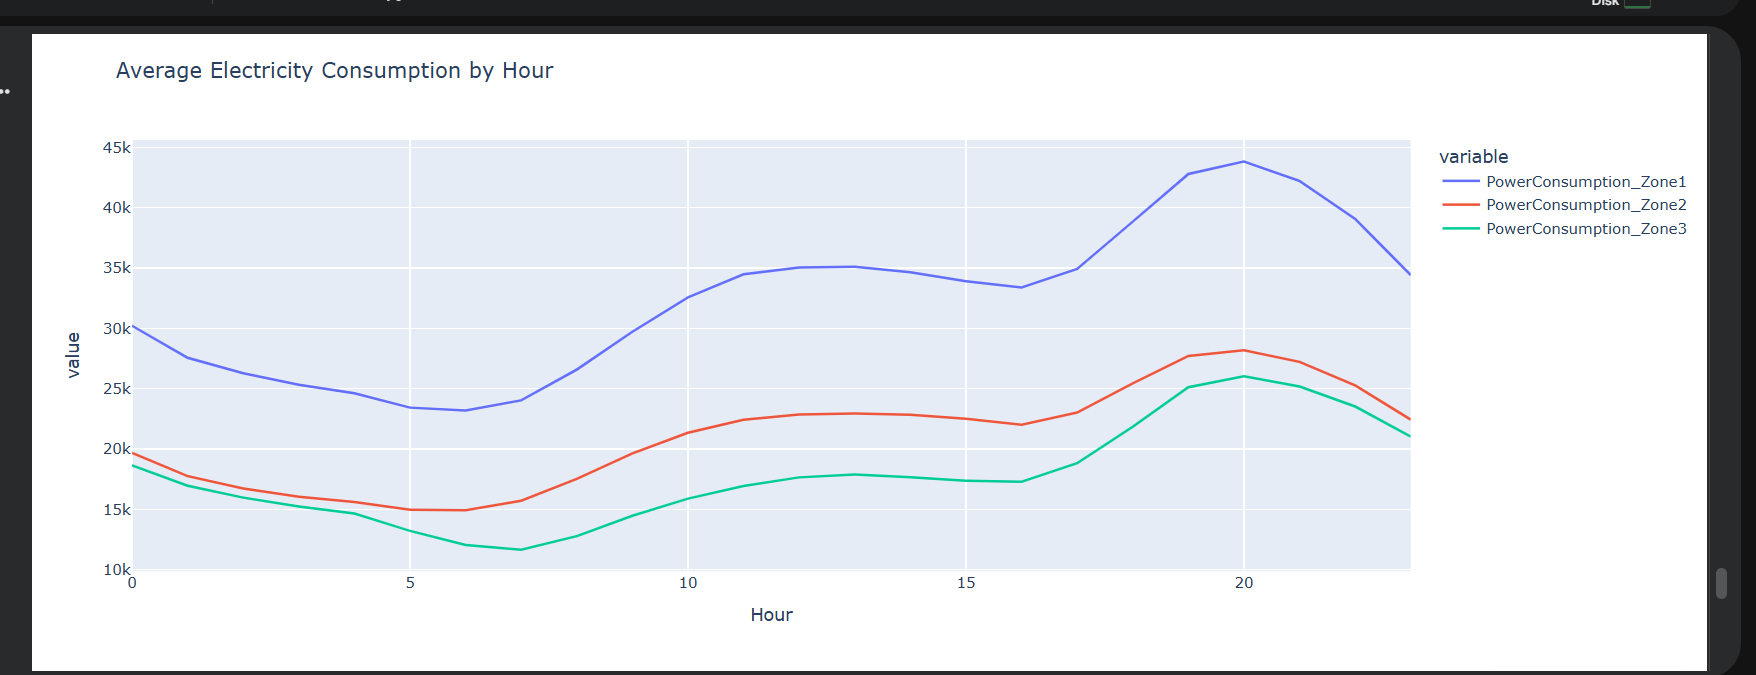 Disk
Average Electricity Consumption by Hour
45k
40k
35k
30k
25k
20k
15k
10k
value
0 5 10 15 20
Hour
variable
PowerConsumption_Zone1
PowerConsumption_Zone2
PowerConsumption_Zone3